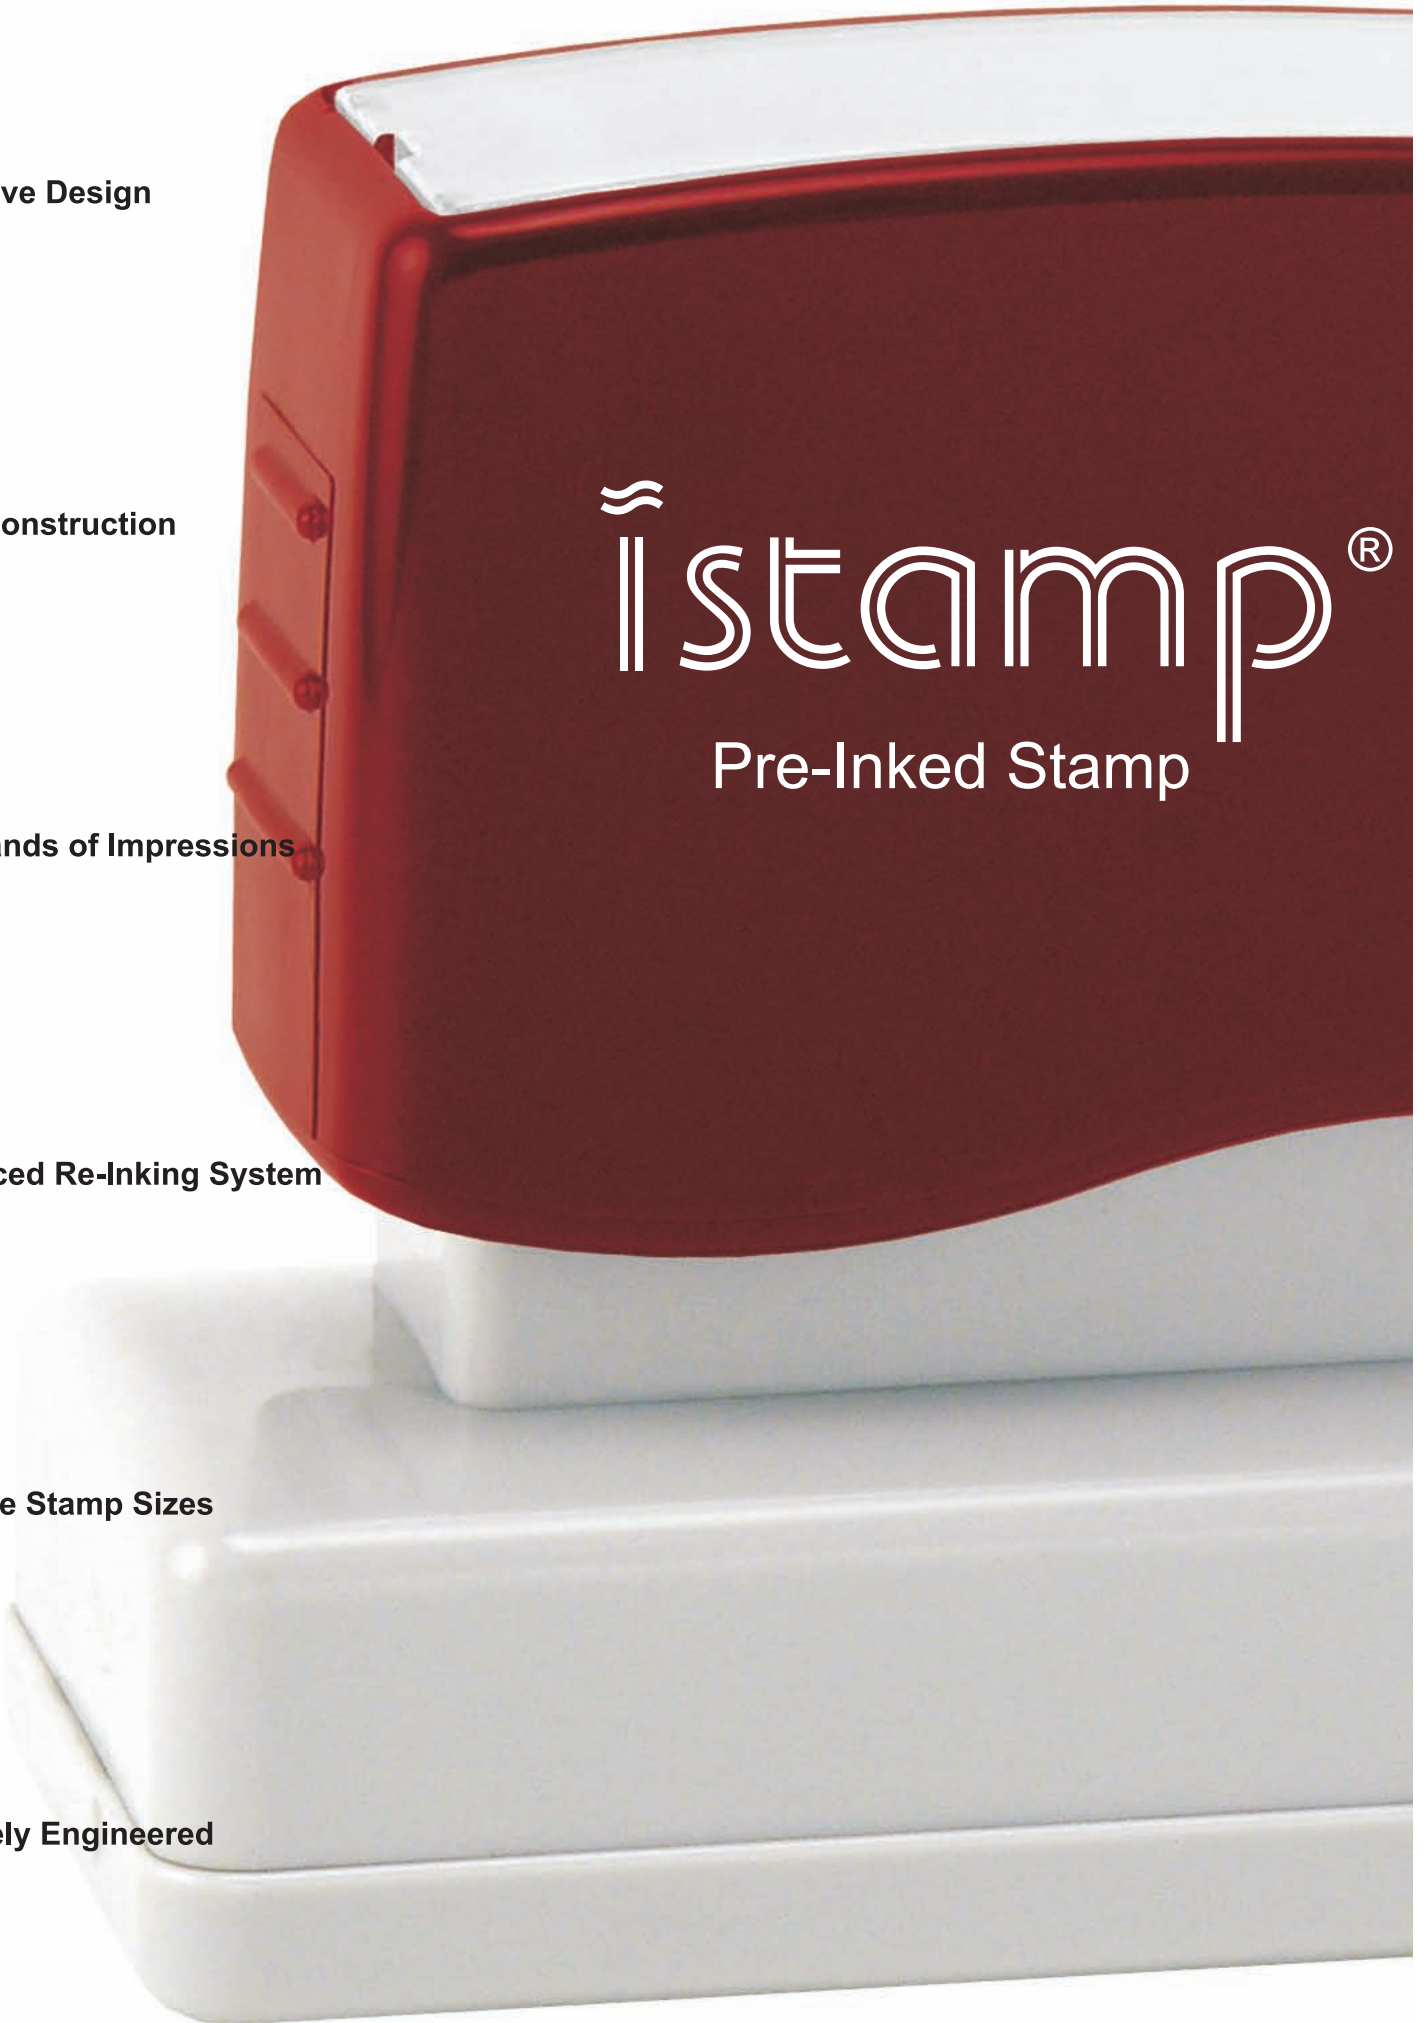 ve Design
onstruction
istamp®
Pre-Inked Stamp
nds of Impressions
ced Re-Inking System
e Stamp Sizes
ely Engineered